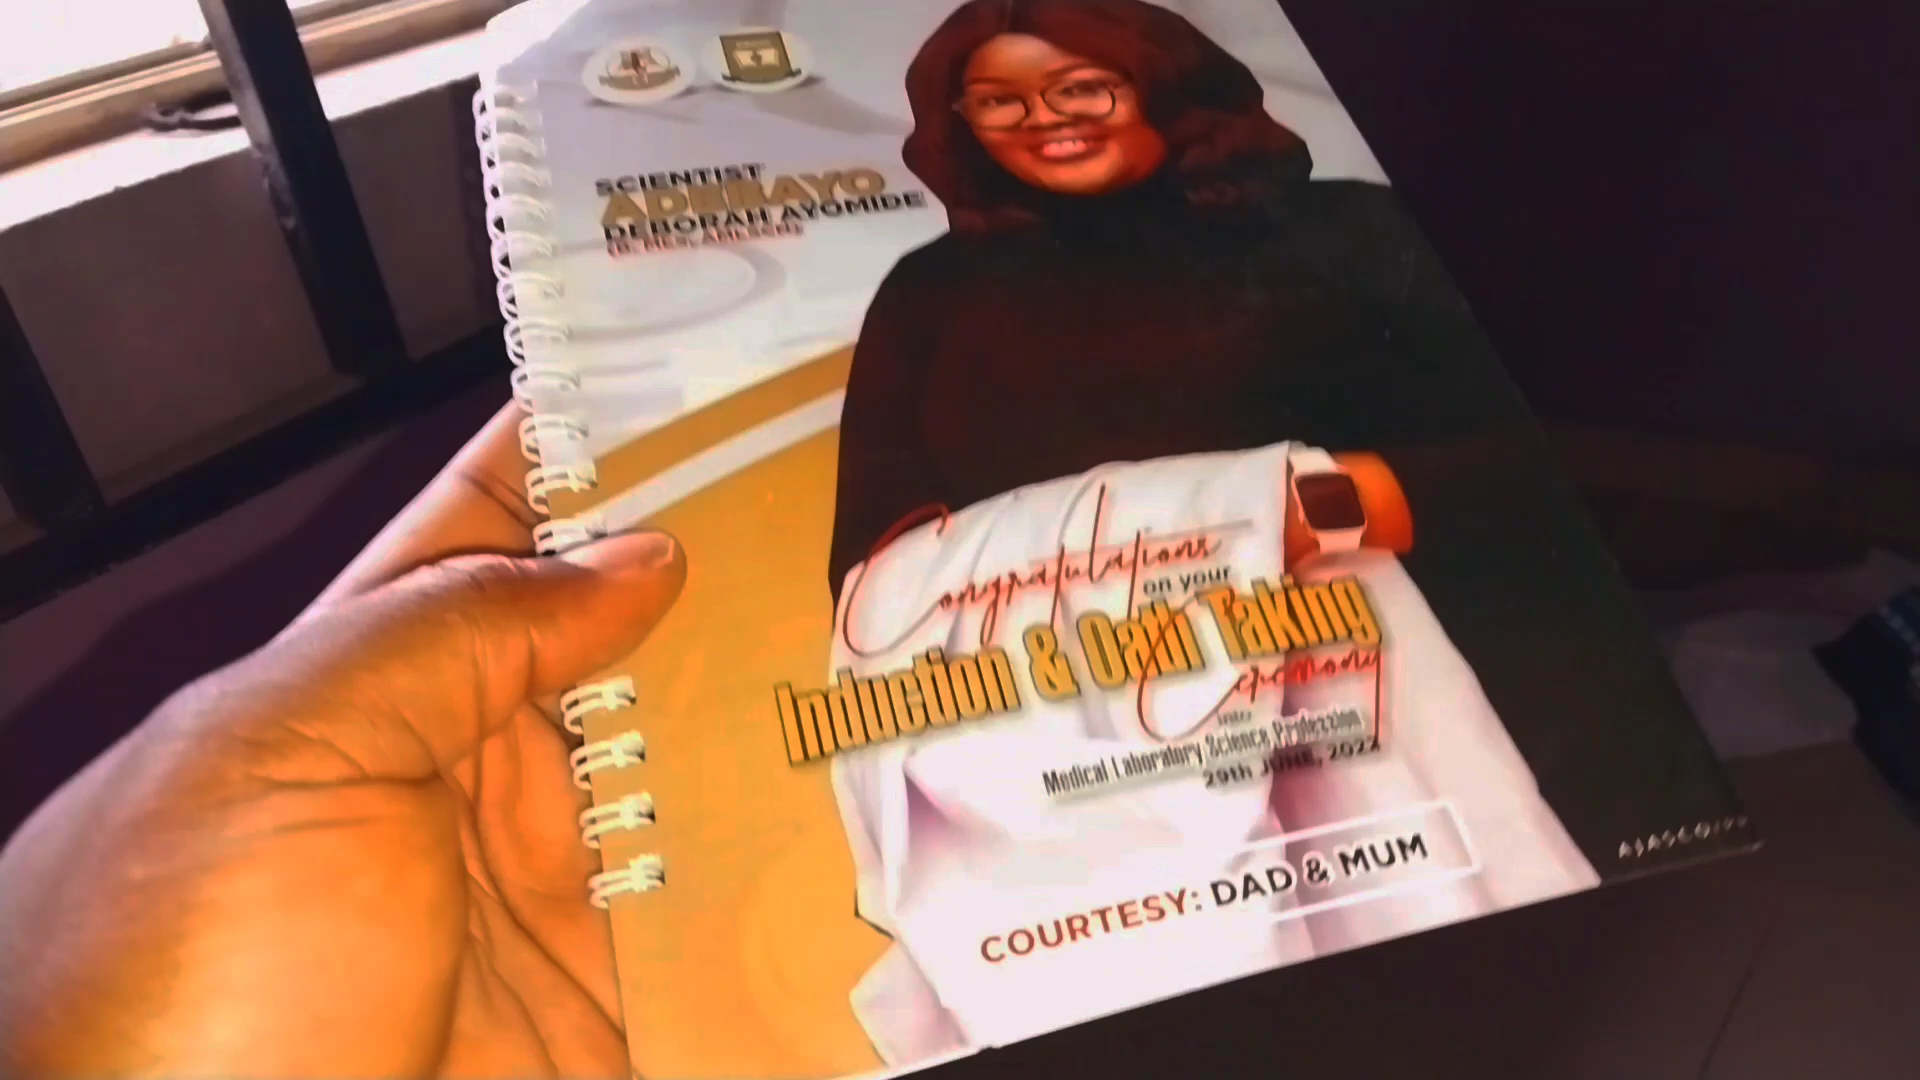 SCIENTIST
ADEBAYO
DEBORAH AYOMIDE
Congratulations
on your
Induction & Oath Taking
Ceremony
into
Medical Laboratory Science Profession
29th JUNE,
COURTESY: DAD & MUM